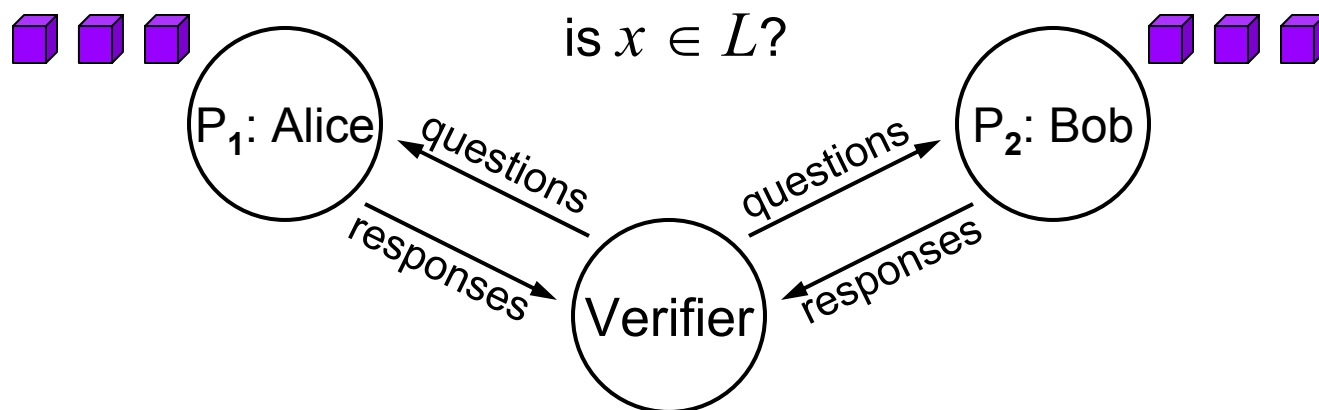 is x ∈ L?
P₁: Alice
questions
questions
P₂: Bob
responses
responses
Verifier